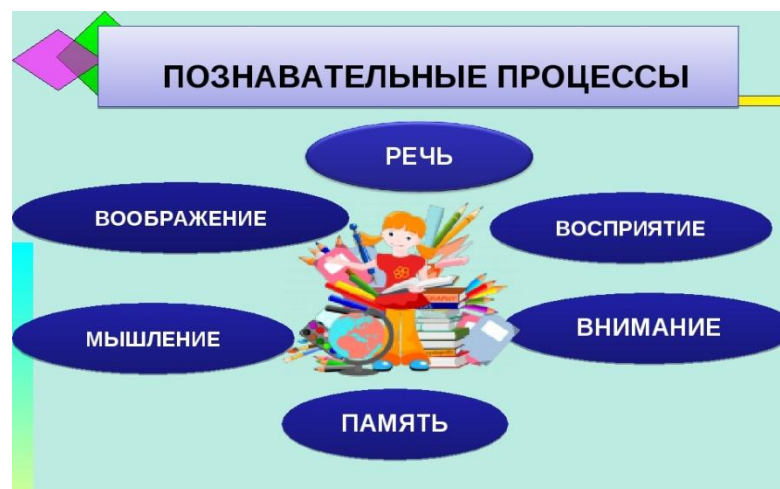 ПОЗНАВАТЕЛЬНЫЕ ПРОЦЕССЫ
РЕЧЬ
ВООБРАЖЕНИЕ
ВОСПРИЯТИЕ
МЫШЛЕНИЕ
ВНИМАНИЕ
ПАМЯТЬ